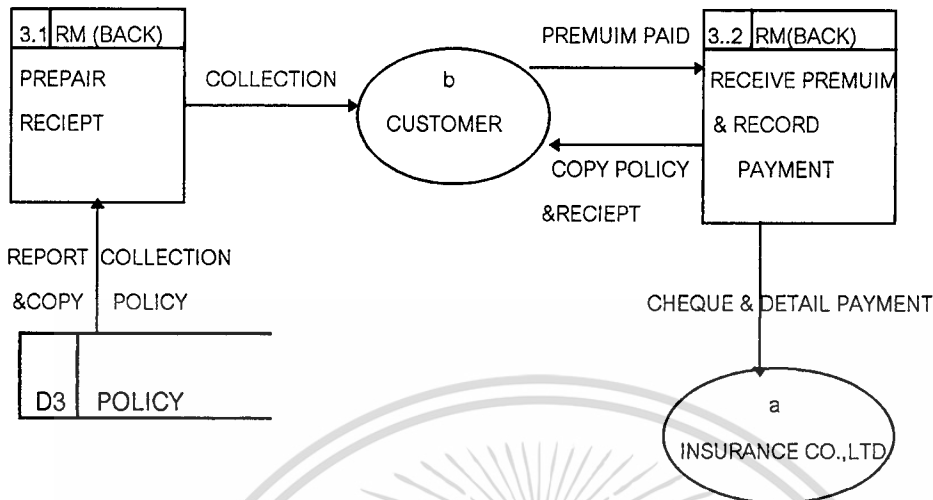 3.1 RM (BACK)
PREPAIR
RECIEPT
COLLECTION
b
CUSTOMER
PREMUIM PAID
3..2 RM(BACK)
RECEIVE PREMUIM
& RECORD
PAYMENT
COPY POLICY
&RECIEPT
REPORT COLLECTION
&COPY POLICY
D3 POLICY
CHEQUE & DETAIL PAYMENT
a
INSURANCE CO.,LTD